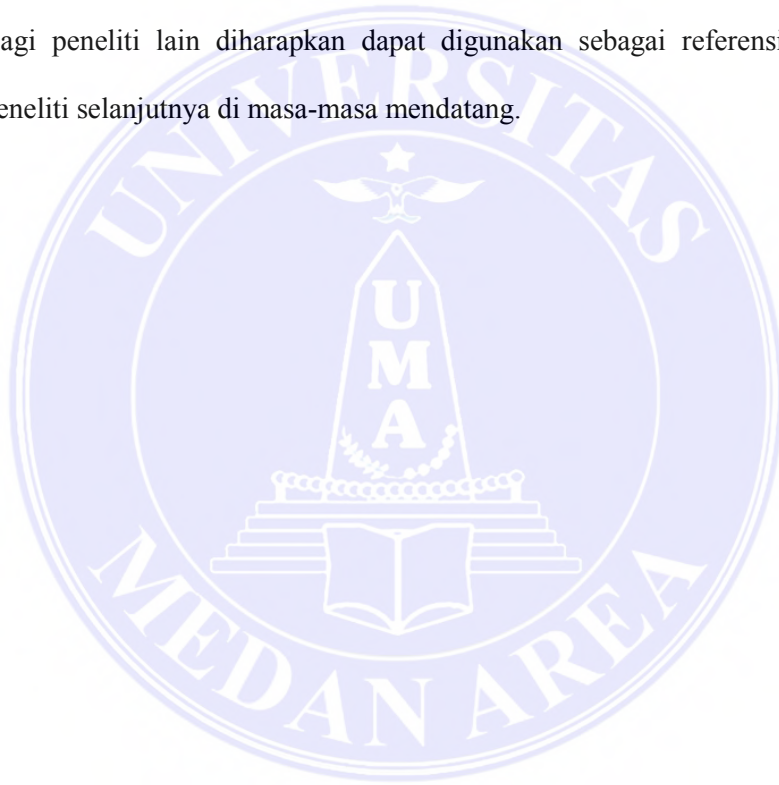 agi peneliti lain diharapkan dapat digunakan sebagai referensi
eneliti selanjutnya di masa-masa mendatang.
UNIVERSITAS
U
M
A
MEDAN AREA